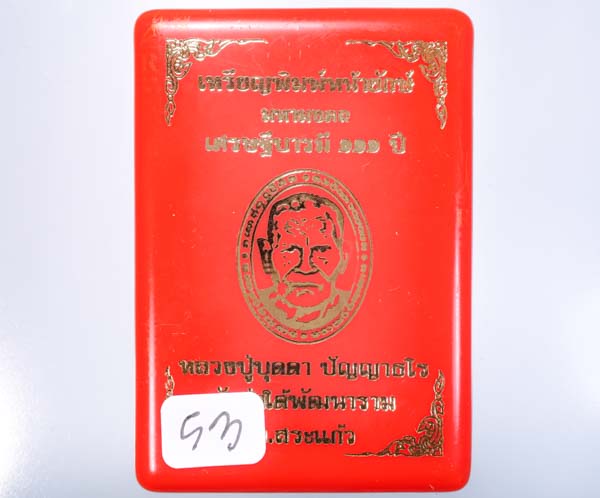 เหรียญพิมพ์หน้ายักษ์
มหามงคล
เศรษฐีบารมี ๑๑๑ ปี
หลวงปู่บุดดา ปัญญาธโร
ใต้พัฒนาราม
จ.สระแก้ว
53